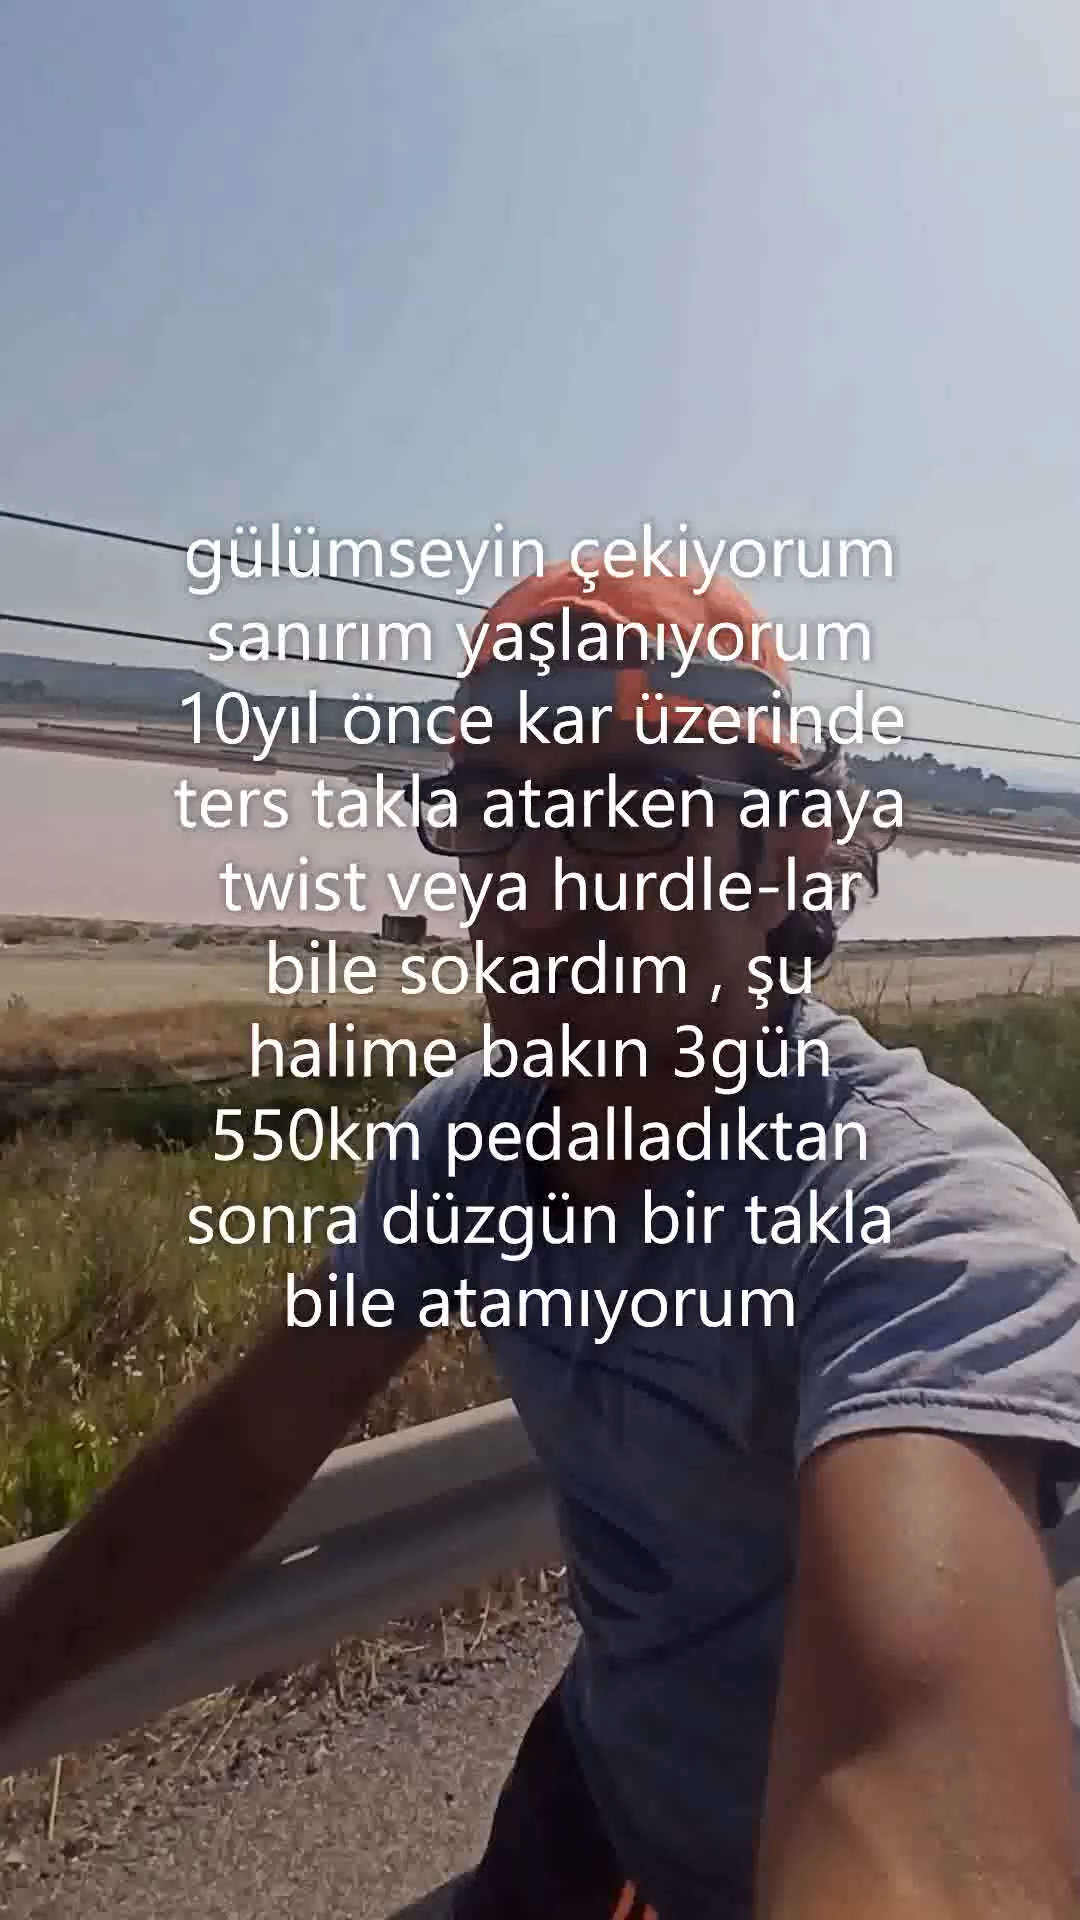 gülümseyin çekiyorum
sanırım yaşlanıyorum
10yıl önce kar üzerinde
ters takla atarken araya
twist veya hurdle-lar
bile sokardım , şu
halime bakın 3gün
550km pedalladıktan
sonra düzgün bir takla
bile atamıyorum